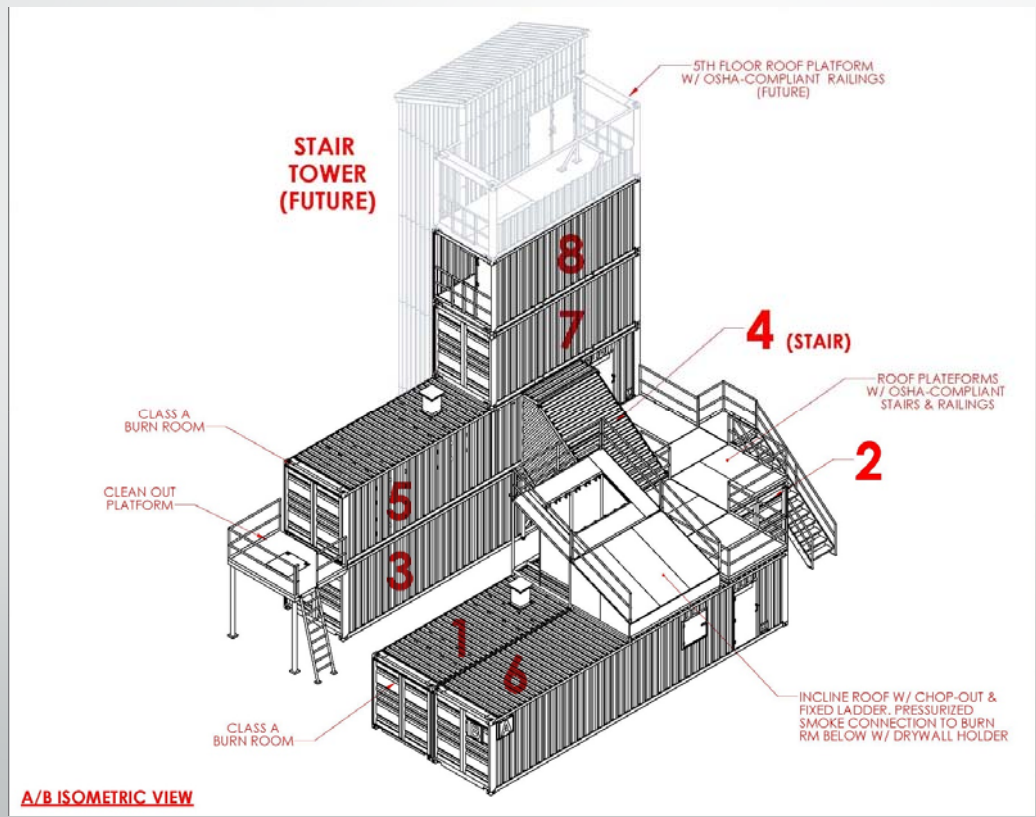 5TH FLOOR ROOF PLATFORM
W/ OSHA-COMPLIANT RAILINGS
(FUTURE)
STAIR
TOWER
(FUTURE)
8
7
4 (STAIR)
ROOF PLATEFORMS
W/ OSHA-COMPLIANT
STAIRS & RAILINGS
CLASS A
BURN ROOM
2
CLEAN OUT
PLATFORM
5
3
1
6
A
CLASS A
BURN ROOM
INCLINE ROOF W/ CHOP-OUT &
FIXED LADDER. PRESSURIZED
SMOKE CONNECTION TO BURN
RM BELOW W/ DRYWALL HOLDER
A/B ISOMETRIC VIEW